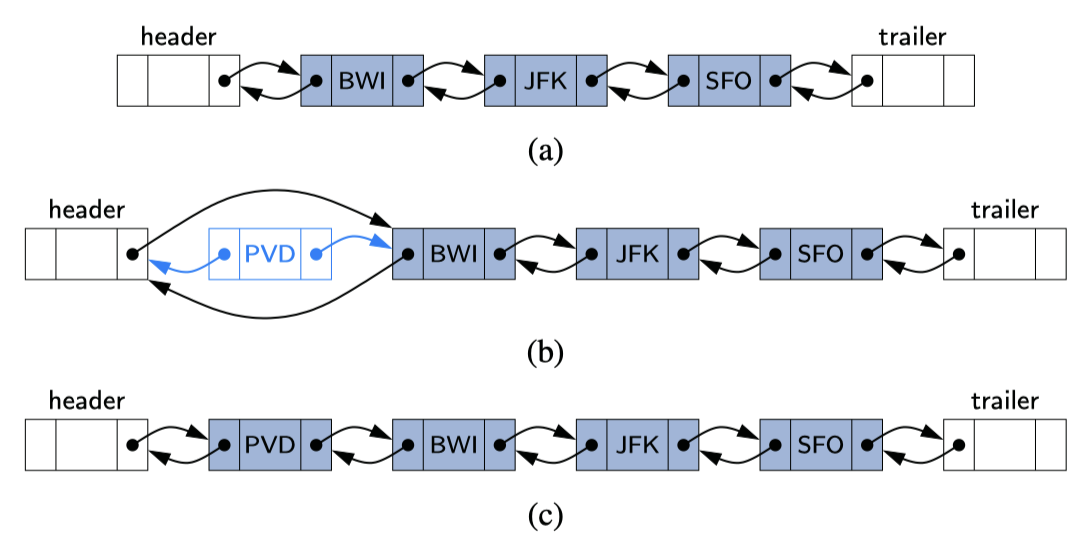 header trailer
BWI JFK SFO
(a)
header trailer
PVD BWI JFK SFO
(b)
header trailer
PVD BWI JFK SFO
(c)